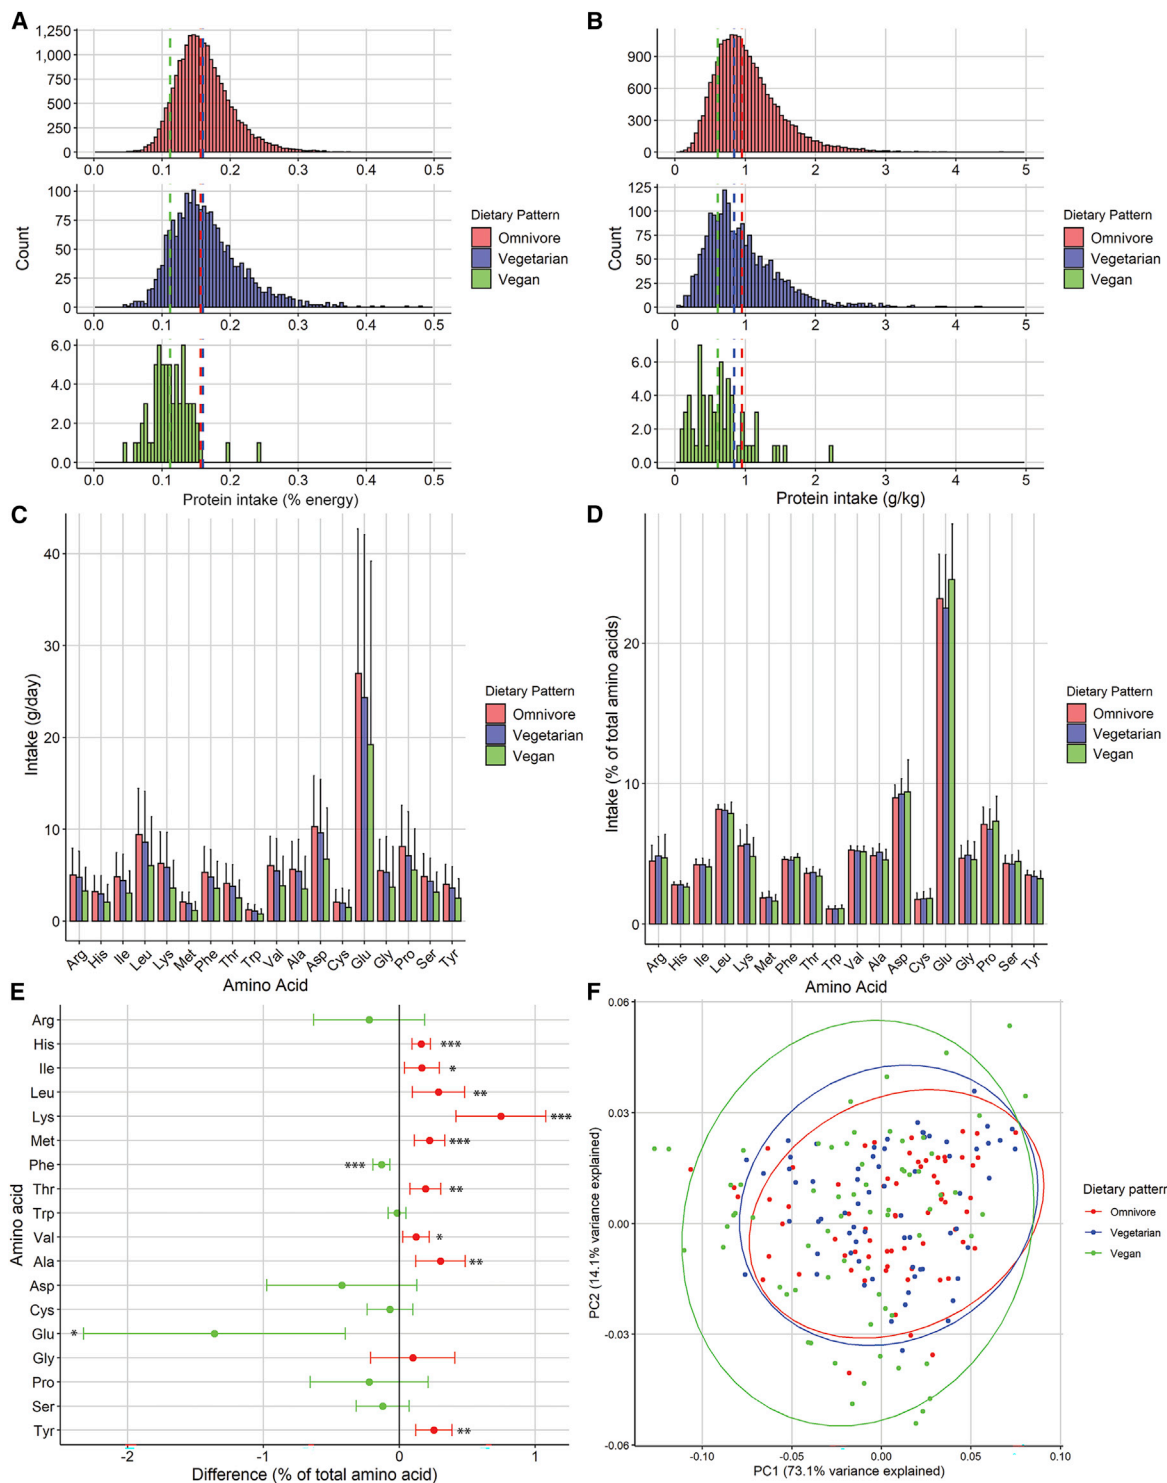 A
1,250
1,000
750
500
250
0
0.0 0.1 0.2 0.3 0.4 0.5
100
75
50
25
0
0.0 0.1 0.2 0.3 0.4 0.5
6.0
4.0
2.0
0.0
0.0 0.1 0.2 0.3 0.4 0.5
Count
Protein intake (% energy)
Dietary Pattern
Omnivore
Vegetarian
Vegan
B
900
600
300
0
0 1 2 3 4 5
125
100
75
50
25
0
0 1 2 3 4 5
6.0
4.0
2.0
0.0
0 1 2 3 4 5
Count
Protein intake (g/kg)
Dietary Pattern
Omnivore
Vegetarian
Vegan
C
40
30
20
10
0
Intake (g/day)
Arg His Ile Leu Lys Met Phe Thr Trp Val Ala Asp Cys Glu Gly Pro Ser Tyr
Amino Acid
Dietary Pattern
Omnivore
Vegetarian
Vegan
D
20
10
0
Intake (% of total amino acids)
Arg His Ile Leu Lys Met Phe Thr Trp Val Ala Asp Cys Glu Gly Pro Ser Tyr
Amino Acid
Dietary Pattern
Omnivore
Vegetarian
Vegan
E
Amino acid
Arg
His ***
Ile *
Leu **
Lys ***
Met ***
Phe ***
Thr **
Trp
Val *
Ala **
Asp
Cys
Glu *
Gly
Pro
Ser
Tyr **
-2 -1 0 1
Difference (% of total amino acid)
F
0.06
0.03
0.00
-0.03
-0.06
PC2 (14.1% variance explained)
-0.10 -0.05 0.00 0.05 0.10
PC1 (73.1% variance explained)
Dietary pattern
Omnivore
Vegetarian
Vegan